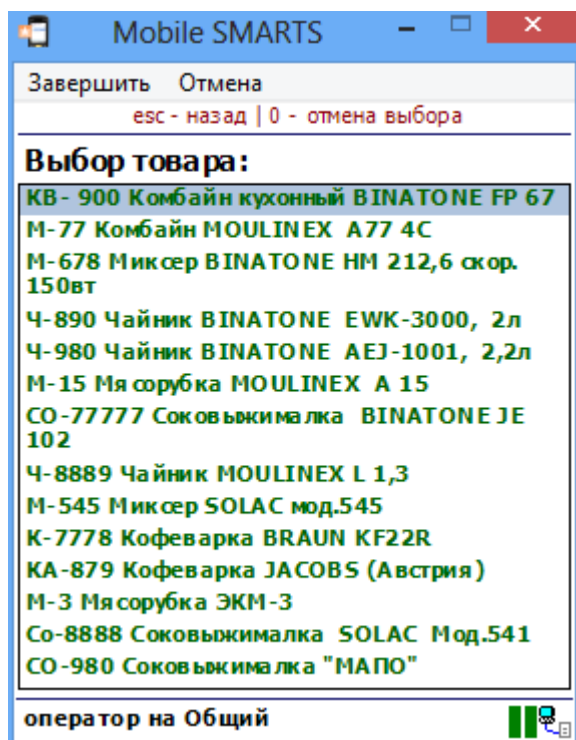 Mobile SMARTS
Завершить Отмена
esc - назад | 0 - отмена выбора
Выбор товара:
КВ- 900 Комбайн кухонный BINATONE FP 67
М-77 Комбайн MOULINEX A77 4C
М-678 Миксер BINATONE HM 212,6 скор.
150вт
Ч-890 Чайник BINATONE EWK-3000, 2л
Ч-980 Чайник BINATONE AEJ-1001, 2,2л
М-15 Мясорубка MOULINEX A 15
СО-77777 Соковыжималка BINATONE JE
102
Ч-8889 Чайник MOULINEX L 1,3
М-545 Миксер SOLAC мод.545
К-7778 Кофеварка BRAUN KF22R
КА-879 Кофеварка JACOBS (Австрия)
М-3 Мясорубка ЭКМ-3
Со-8888 Соковыжималка SOLAC Мод.541
СО-980 Соковыжималка "МАПО"
оператор на Общий